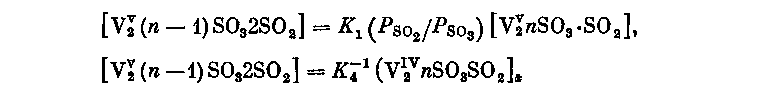 [V₂ⱽ (n − 1) SO₃2SO₂] = K₁ (P_SO₂/P_SO₃) [V₂ⱽnSO₃·SO₂],
[V₂ⱽ (n −1) SO₃2SO₂] = K₄⁻¹ (V₂ᴵⱽnSO₃SO₂].